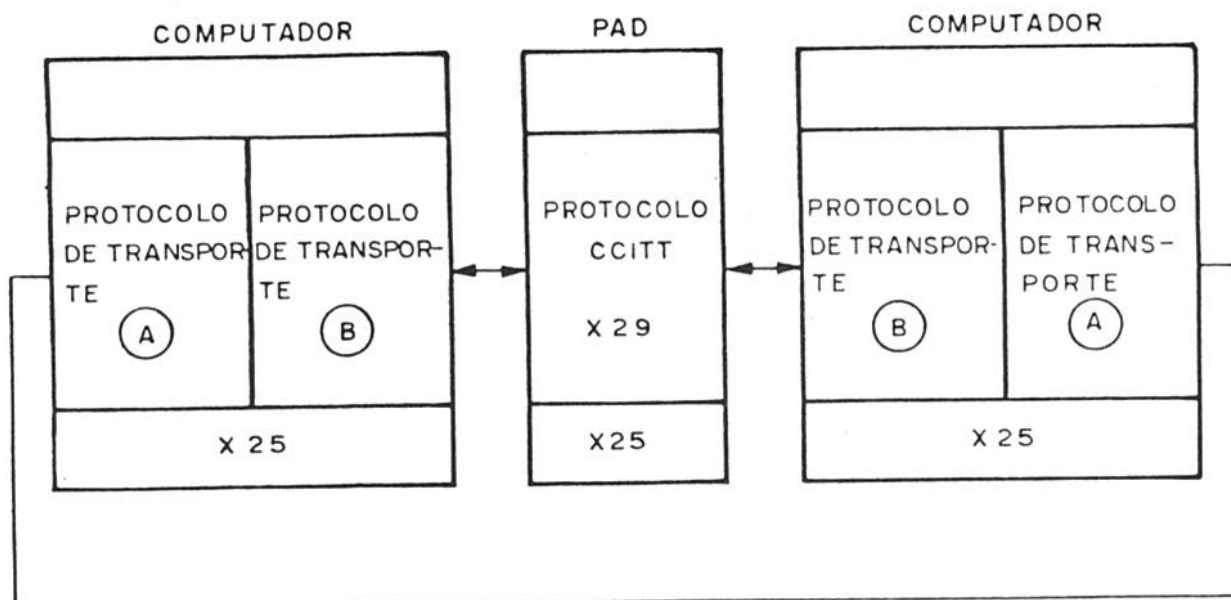 COMPUTADOR
PAD
COMPUTADOR
PROTOCOLO
DE TRANSPOR-
TE
A
PROTOCOLO
DE TRANSPOR-
TE
B
PROTOCOLO
CCITT
X 29
PROTOCOLO
DE TRANSPOR-
TE
B
PROTOCOLO
DE TRANS-
PORTE
A
X 25
X25
X 25